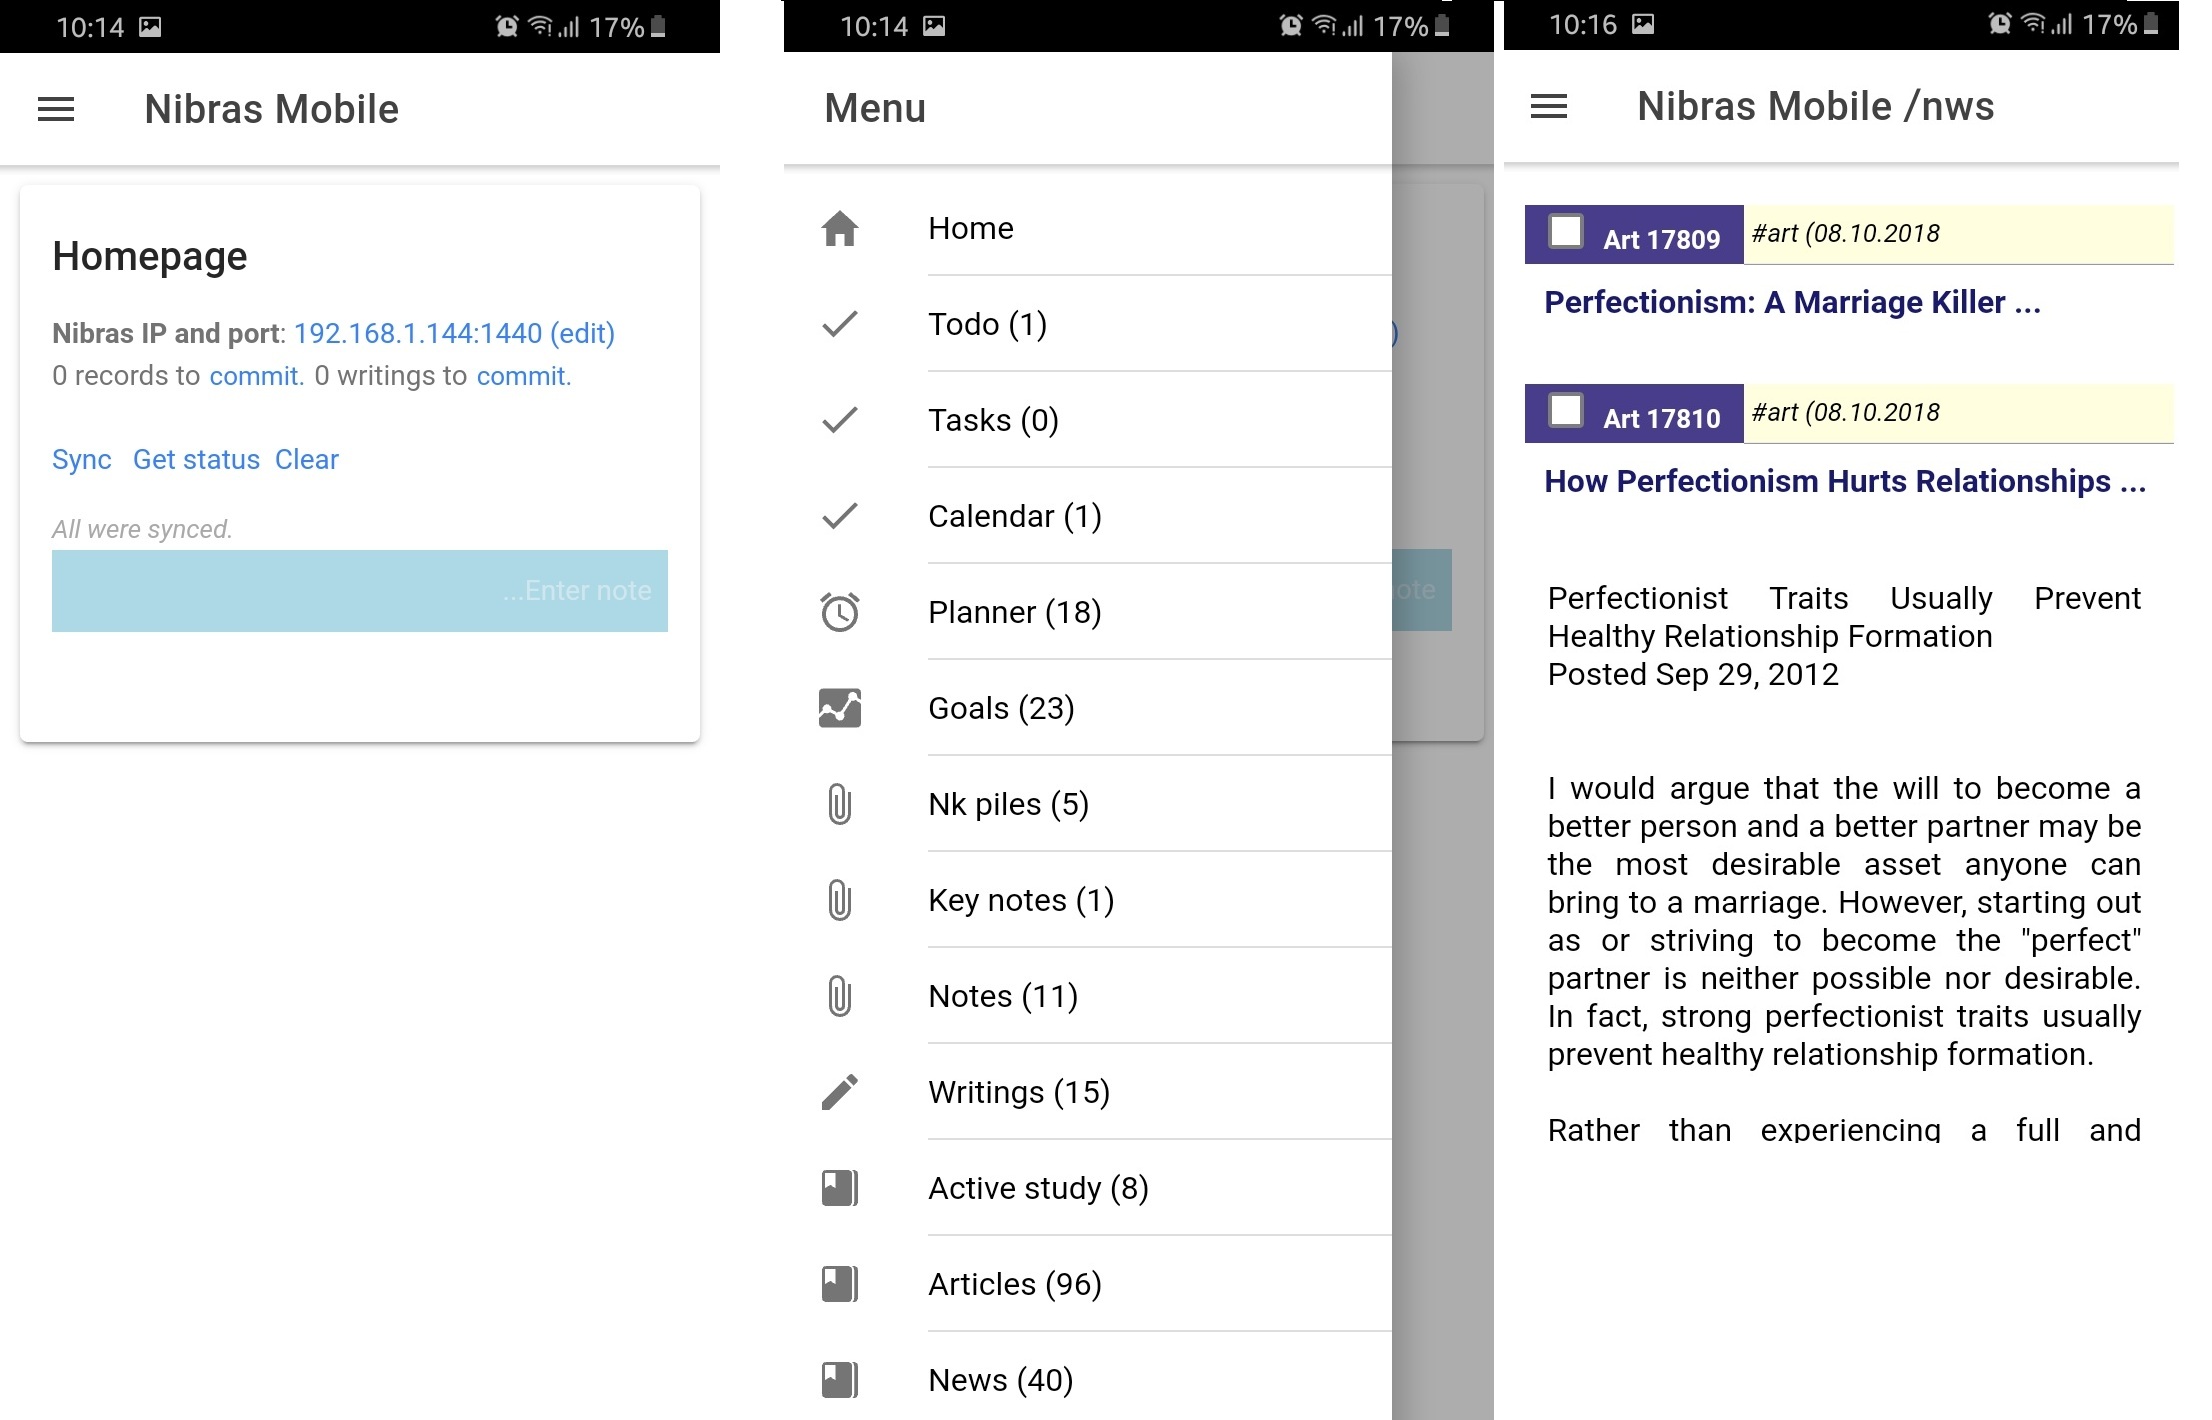 10:14 17%
Nibras Mobile
Homepage
Nibras IP and port: 192.168.1.144:1440 (edit)
0 records to commit. 0 writings to commit.
Sync Get status Clear
All were synced.
...Enter note
10:14 17%
Menu
)
Home
Todo (1)
Tasks (0)
Calendar (1)
Planner (18)
ote
Goals (23)
Nk piles (5)
Key notes (1)
Notes (11)
Writings (15)
Active study (8)
Articles (96)
News (40)
10:16 17%
Nibras Mobile /nws
Art 17809 #art (08.10.2018
Perfectionism: A Marriage Killer ...
Art 17810 #art (08.10.2018
How Perfectionism Hurts Relationships ...
Perfectionist Traits Usually Prevent
Healthy Relationship Formation
Posted Sep 29, 2012
I would argue that the will to become a
better person and a better partner may be
the most desirable asset anyone can
bring to a marriage. However, starting out
as or striving to become the "perfect"
partner is neither possible nor desirable.
In fact, strong perfectionist traits usually
prevent healthy relationship formation.
Rather than experiencing a full and